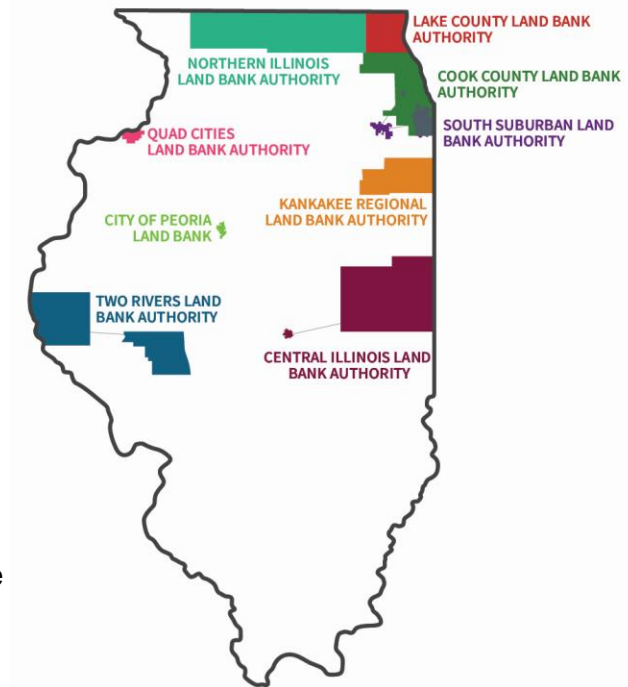 LAKE COUNTY LAND BANK
AUTHORITY
NORTHERN ILLINOIS
LAND BANK AUTHORITY
COOK COUNTY LAND BANK
AUTHORITY
QUAD CITIES
LAND BANK AUTHORITY
SOUTH SUBURBAN LAND
BANK AUTHORITY
KANKAKEE REGIONAL
LAND BANK AUTHORITY
CITY OF PEORIA
LAND BANK
TWO RIVERS LAND
BANK AUTHORITY
CENTRAL ILLINOIS LAND
BANK AUTHORITY
e